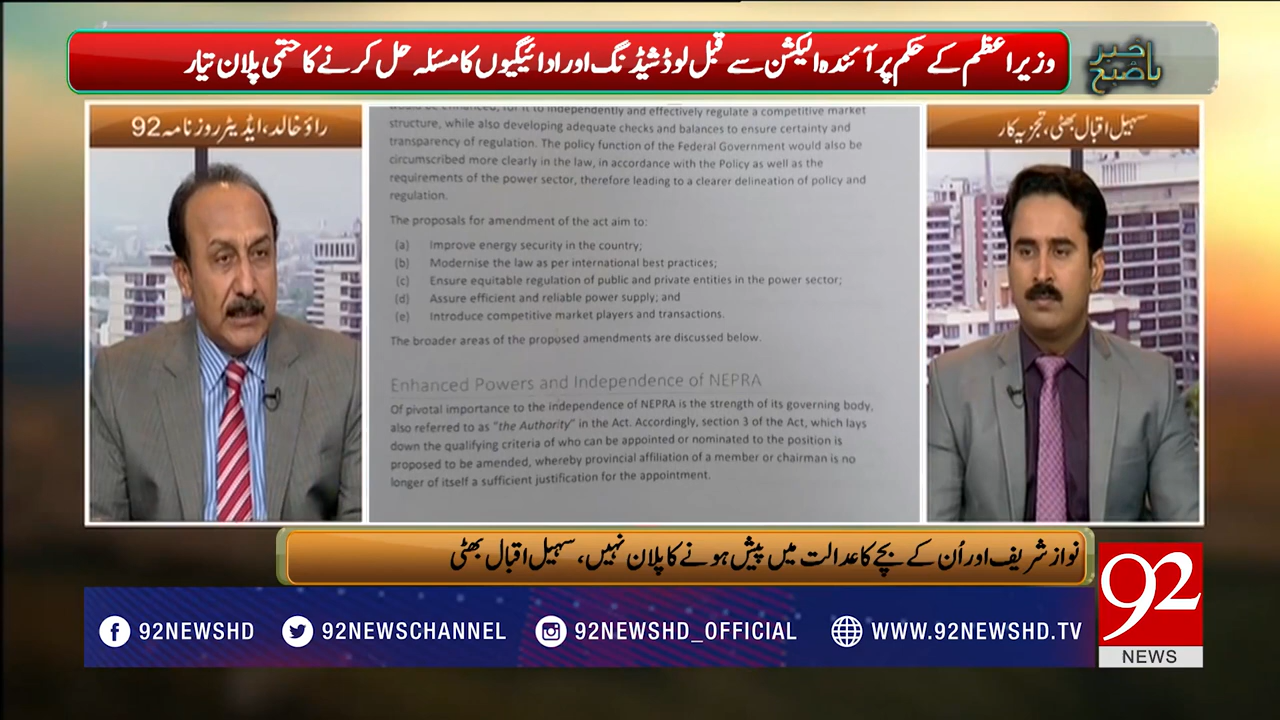 وزیراعظم کے حکم پر آئندہ الیکشن سے قبل لوڈشیڈنگ اور ادائیگیوں کا مسئلہ حل کرنے کا حتمی پلان تیار
باخبر صبح
راؤ خالد، ایڈیٹر روزنامہ 92
would be enhanced, for it to independently and effectively regulate a competitive market
structure, while also developing adequate checks and balances to ensure certainty and
transparency of regulation. The policy function of the Federal Government would also be
circumscribed more clearly in the law, in accordance with the Policy as well as the
requirements of the power sector, therefore leading to a clearer delineation of policy and
regulation.
The proposals for amendment of the act aim to:
(a) Improve energy security in the country;
(b) Modernise the law as per international best practices;
(c) Ensure equitable regulation of public and private entities in the power sector;
(d) Assure efficient and reliable power supply; and
(e) Introduce competitive market players and transactions.
The broader areas of the proposed amendments are discussed below.
Enhanced Powers and Independence of NEPRA
Of pivotal importance to the independence of NEPRA is the strength of its governing body,
also referred to as "the Authority" in the Act. Accordingly, section 3 of the Act, which lays
down the qualifying criteria of who can be appointed or nominated to the position is
proposed to be amended, whereby provincial affiliation of a member or chairman is no
longer of itself a sufficient justification for the appointment.
سہیل اقبال بھٹی، تجزیہ کار
نواز شریف اور اُن کے بچے کا عدالت میں پیش ہونے کا پلان نہیں، سہیل اقبال بھٹی
92NEWSHD
92NEWSCHANNEL
92NEWSHD_OFFICIAL
WWW.92NEWSHD.TV
92
NEWS